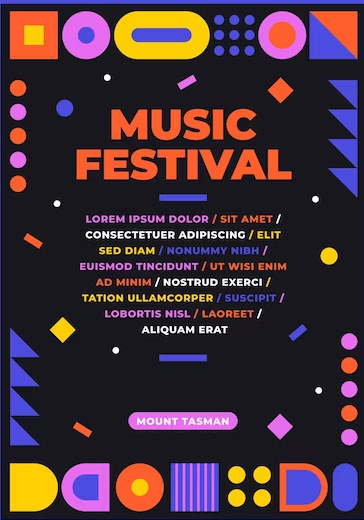 MUSIC
FESTIVAL
LOREM IPSUM DOLOR / SIT AMET /
CONSECTETUER ADIPISCING / ELIT
SED DIAM / NONUMMY NIBH /
EUISMOD TINCIDUNT / UT WISI ENIM
AD MINIM / NOSTRUD EXERCI /
TATION ULLAMCORPER / SUSCIPIT /
LOBORTIS NISL / LAOREET /
ALIQUAM ERAT
MOUNT TASMAN